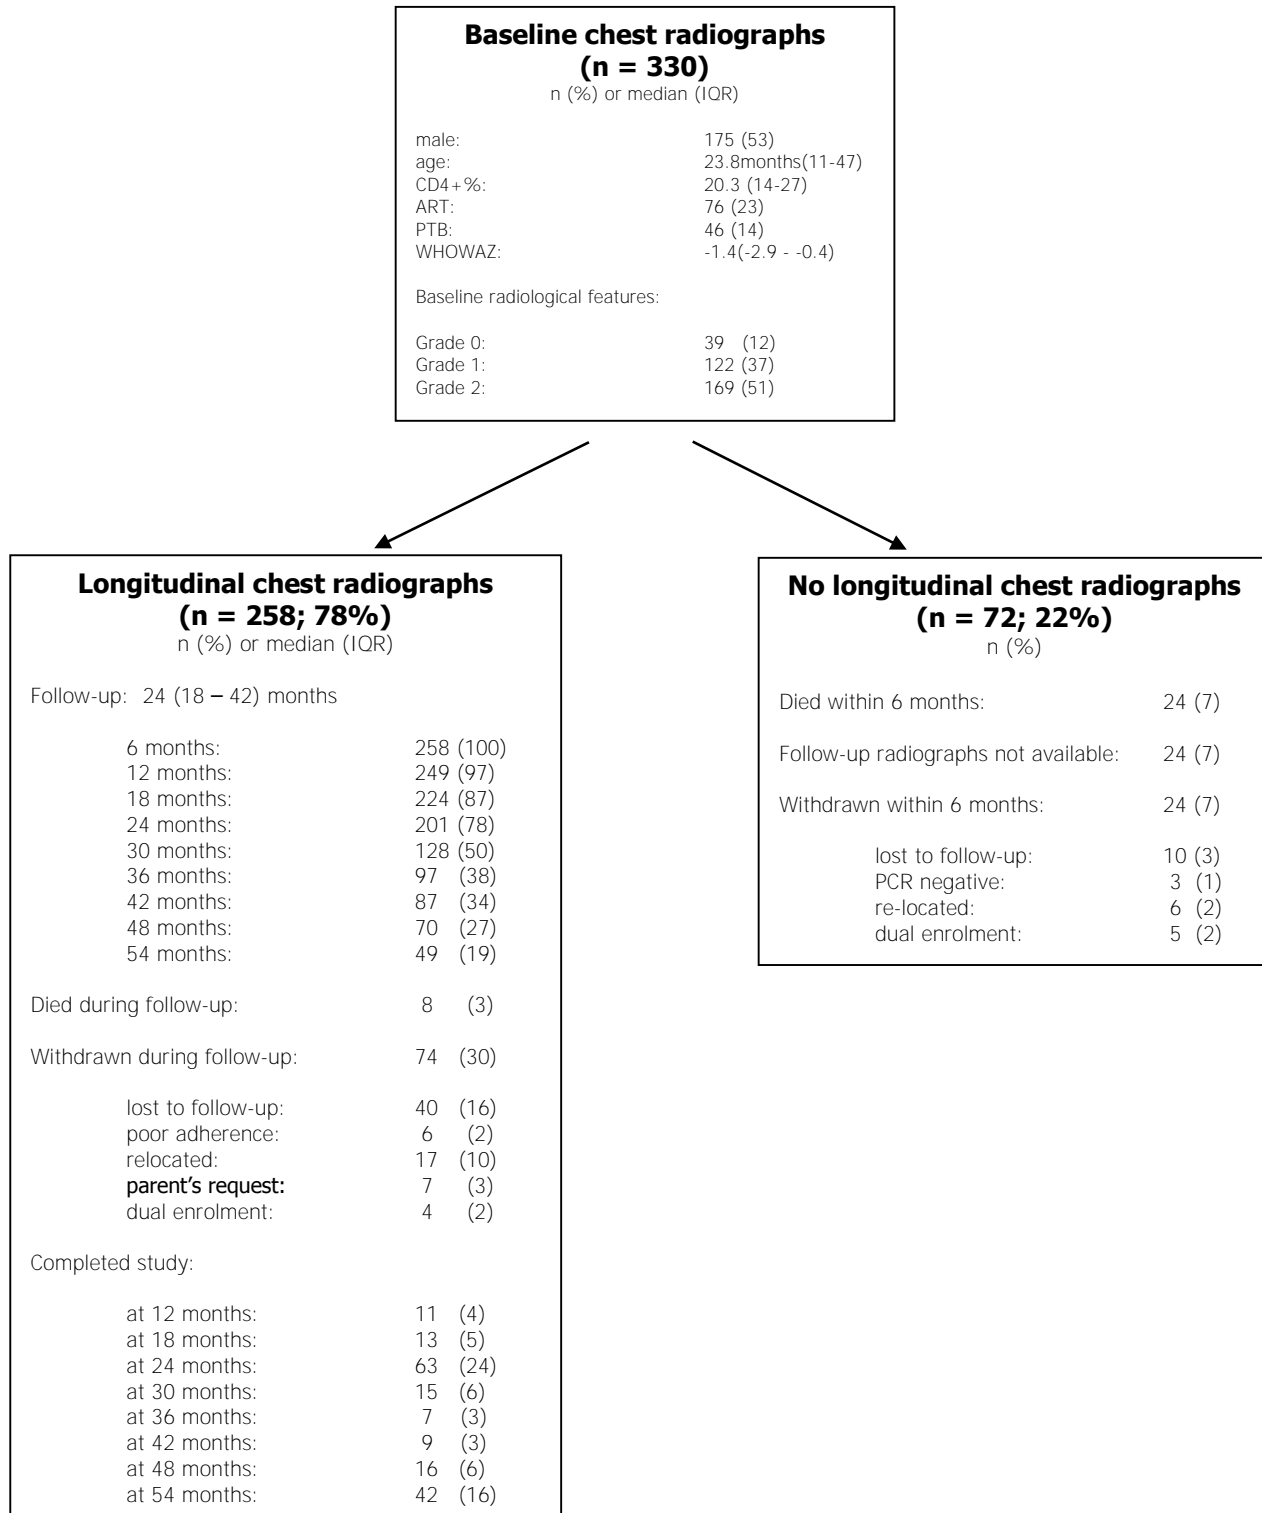 Baseline chest radiographs
(n = 330)
n (%) or median (IQR)
male: 175 (53)
age: 23.8months(11-47)
CD4+%: 20.3 (14-27)
ART: 76 (23)
PTB: 46 (14)
WHOWAZ: -1.4(-2.9 - -0.4)
Baseline radiological features:
Grade 0: 39 (12)
Grade 1: 122 (37)
Grade 2: 169 (51)
Longitudinal chest radiographs
(n = 258; 78%)
n (%) or median (IQR)
Follow-up: 24 (18 – 42) months
6 months: 258 (100)
12 months: 249 (97)
18 months: 224 (87)
24 months: 201 (78)
30 months: 128 (50)
36 months: 97 (38)
42 months: 87 (34)
48 months: 70 (27)
54 months: 49 (19)
Died during follow-up: 8 (3)
Withdrawn during follow-up: 74 (30)
lost to follow-up: 40 (16)
poor adherence: 6 (2)
relocated: 17 (10)
parent’s request: 7 (3)
dual enrolment: 4 (2)
Completed study:
at 12 months: 11 (4)
at 18 months: 13 (5)
at 24 months: 63 (24)
at 30 months: 15 (6)
at 36 months: 7 (3)
at 42 months: 9 (3)
at 48 months: 16 (6)
at 54 months: 42 (16)
No longitudinal chest radiographs
(n = 72; 22%)
n (%)
Died within 6 months: 24 (7)
Follow-up radiographs not available: 24 (7)
Withdrawn within 6 months: 24 (7)
lost to follow-up: 10 (3)
PCR negative: 3 (1)
re-located: 6 (2)
dual enrolment: 5 (2)